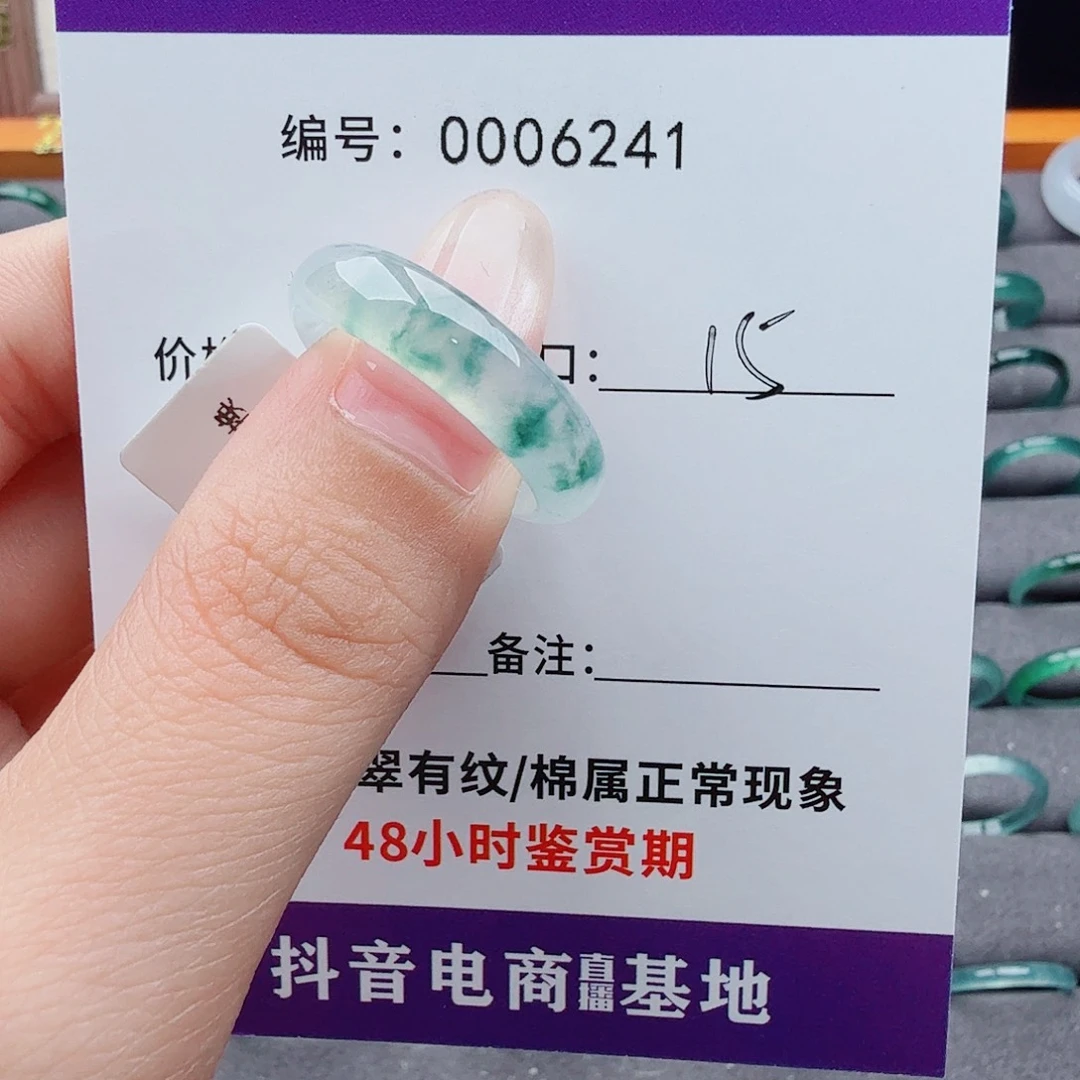 编号：0006241
价 口：15
备注：
翠有纹/棉属正常现象
48小时鉴赏期
抖音电商直播基地